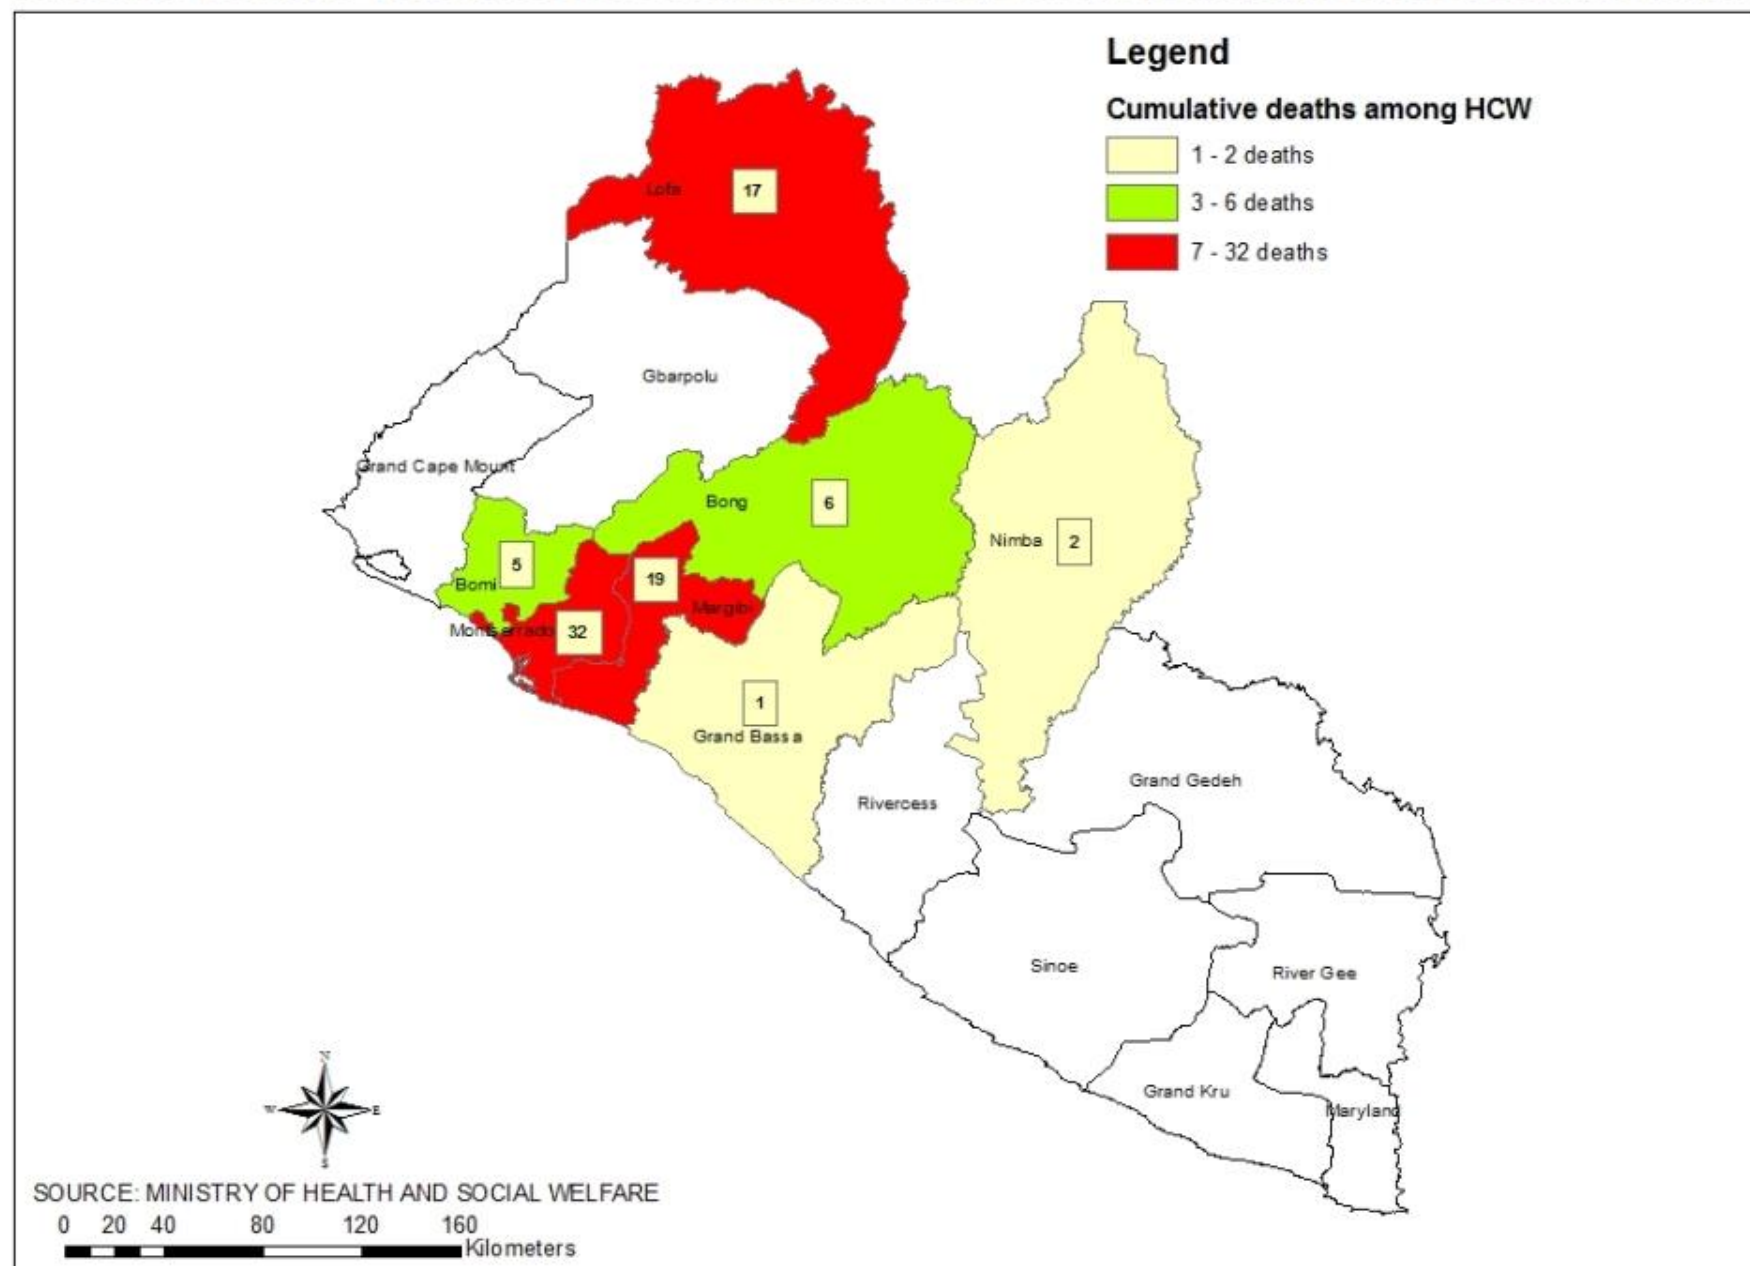 Legend
Cumulative deaths among HCW
1 - 2 deaths
3 - 6 deaths
7 - 32 deaths
Lofa
17
Gbarpolu
Grand Cape Mount
Bong
6
Nimba
2
Bomi
5
19
Margibi
Montserrado
32
1
Grand Bassa
Rivercess
Grand Gedeh
Sinoe
River Gee
Grand Kru
Maryland
N
W
E
S
SOURCE: MINISTRY OF HEALTH AND SOCIAL WELFARE
0 20 40 80 120 160
Kilometers